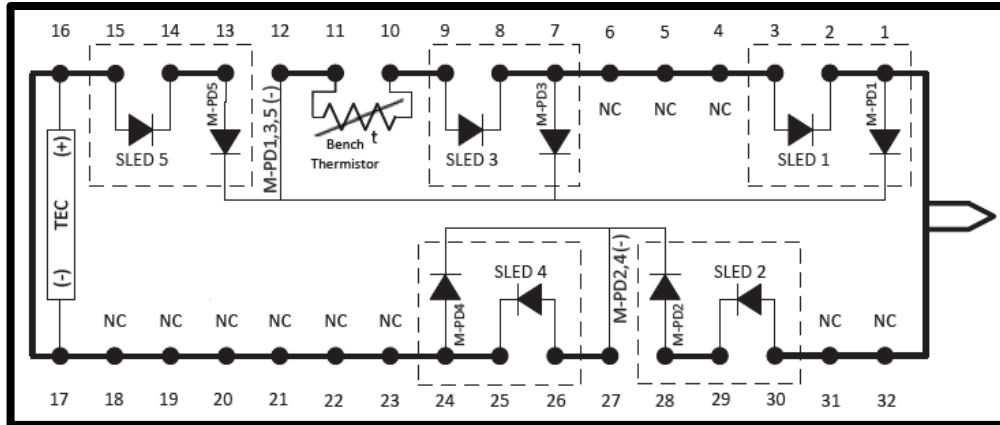 16 15 14 13 12 11 10 9 8 7 6 5 4 3 2 1
M-PD5
M-PD1,3,5 (-)
M-PD3
NC NC NC
M-PD1
t
Bench
Thermistor
SLED 5
SLED 3
SLED 1
(+)
TEC
(-)
SLED 4
M-PD2,4 (-)
SLED 2
M-PD4
M-PD2
NC NC NC NC NC NC NC NC
17 18 19 20 21 22 23 24 25 26 27 28 29 30 31 32